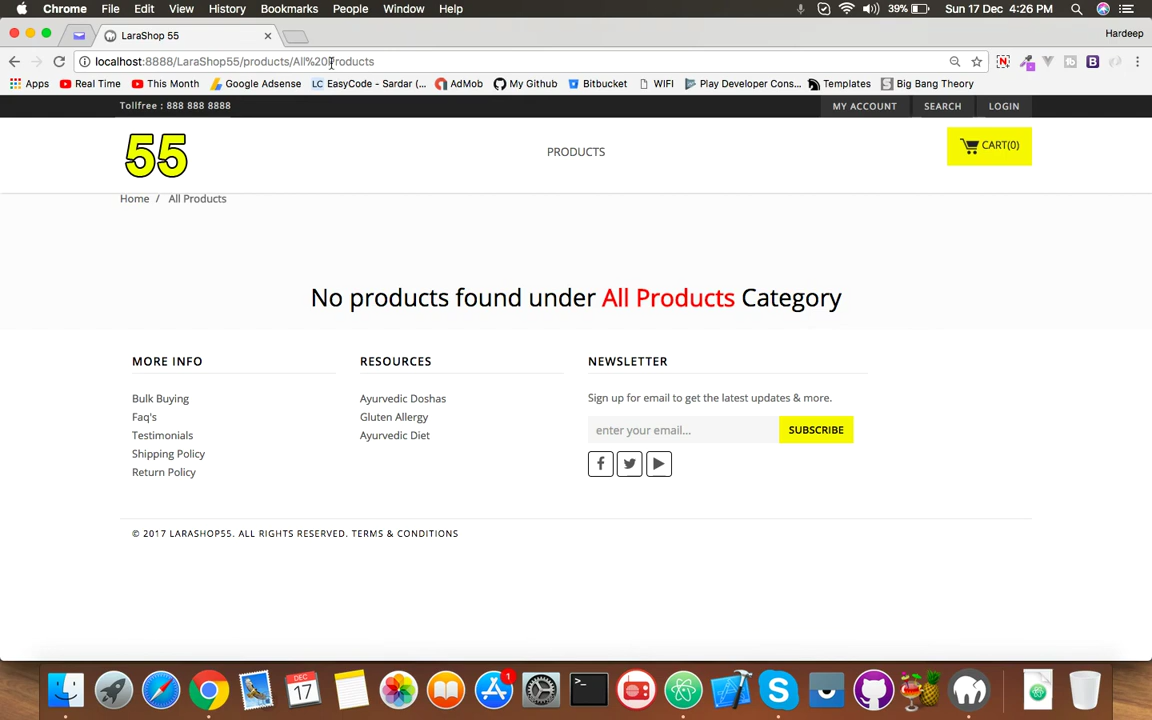 Chrome File Edit View History Bookmarks People Window Help 39% Sun 17 Dec 4:26 PM
LaraShop 55 Hardeep
localhost:8888/LaraShop55/products/All%20Products
Apps Real Time This Month Google Adsense LC EasyCode - Sardar (... AdMob My Github Bitbucket WIFI Play Developer Cons... Templates Big Bang Theory
Tollfree : 888 888 8888 MY ACCOUNT SEARCH LOGIN
55 PRODUCTS CART(0)
Home / All Products
No products found under All Products Category
MORE INFO RESOURCES NEWSLETTER
Bulk Buying Ayurvedic Doshas Sign up for email to get the latest updates & more.
Faq's Gluten Allergy enter your email... SUBSCRIBE
Testimonials Ayurvedic Diet
Shipping Policy
Return Policy
© 2017 LARASHOP55. ALL RIGHTS RESERVED. TERMS & CONDITIONS
DEC
17
1